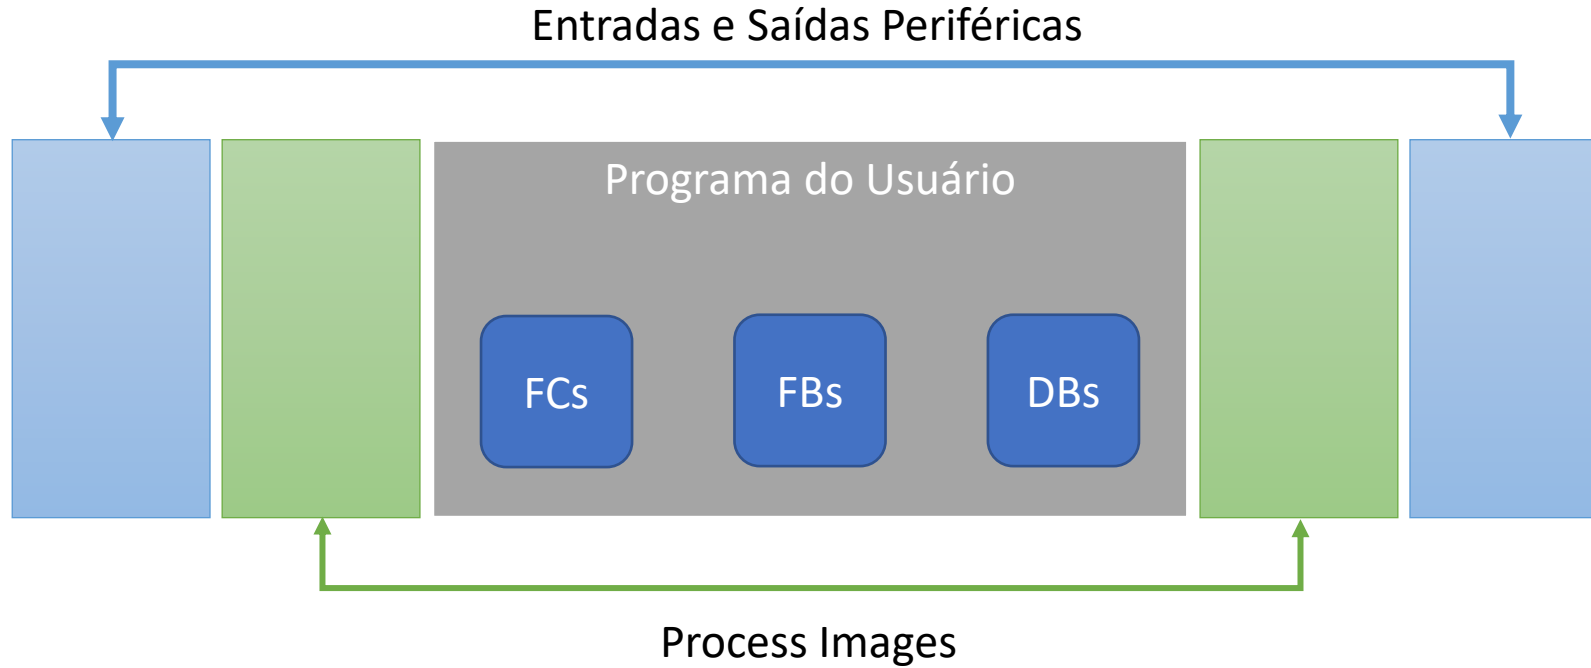 Entradas e Saídas Periféricas
Programa do Usuário
FCs
FBs
DBs
Process Images